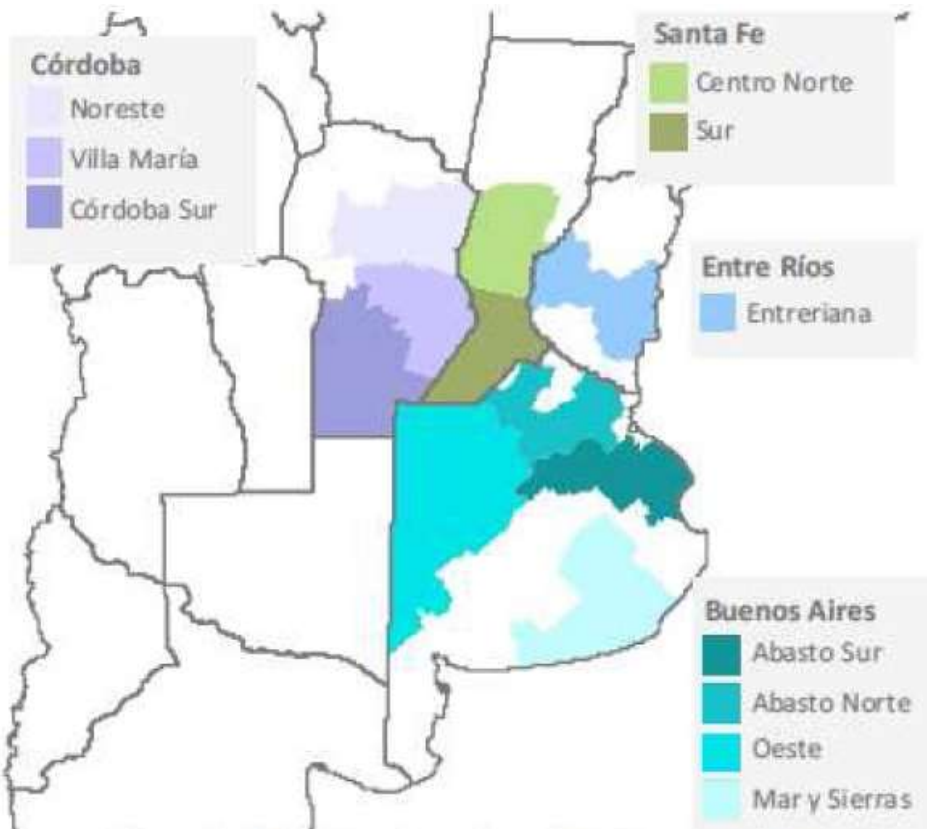 Córdoba
Noreste
Villa María
Córdoba Sur
Santa Fe
Centro Norte
Sur
Entre Ríos
Entreriana
Buenos Aires
Abasto Sur
Abasto Norte
Oeste
Mar y Sierras